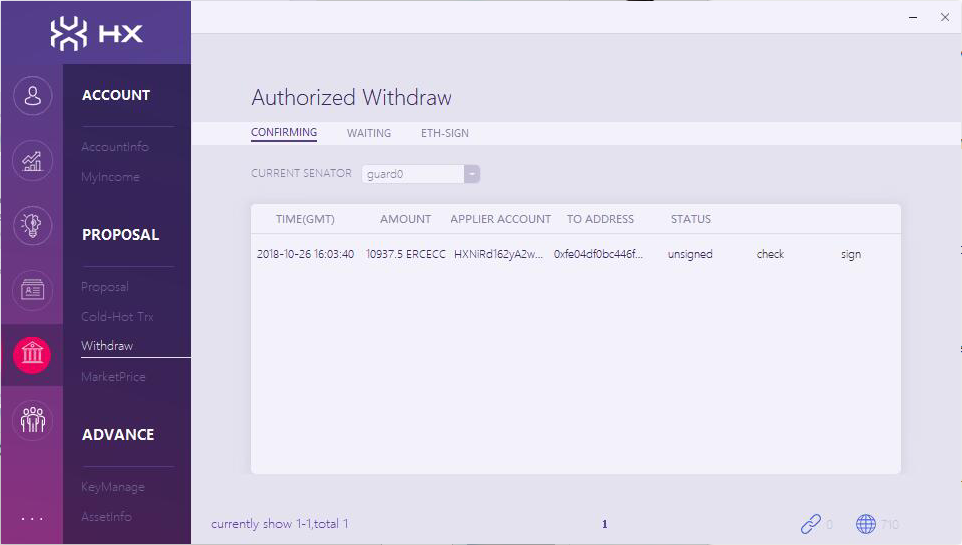 HX
ACCOUNT
AccountInfo
MyIncome
PROPOSAL
Proposal
Cold-Hot Trx
Withdraw
MarketPrice
ADVANCE
KeyManage
AssetInfo
...
Authorized Withdraw
CONFIRMING WAITING ETH-SIGN
CURRENT SENATOR guard0
TIME(GMT) AMOUNT APPLIER ACCOUNT TO ADDRESS STATUS
2018-10-26 16:03:40 10937.5 ERCECC HXNiRd162yA2w... 0xfe04df0bc446f... unsigned check sign
currently show 1-1,total 1 1 0 710